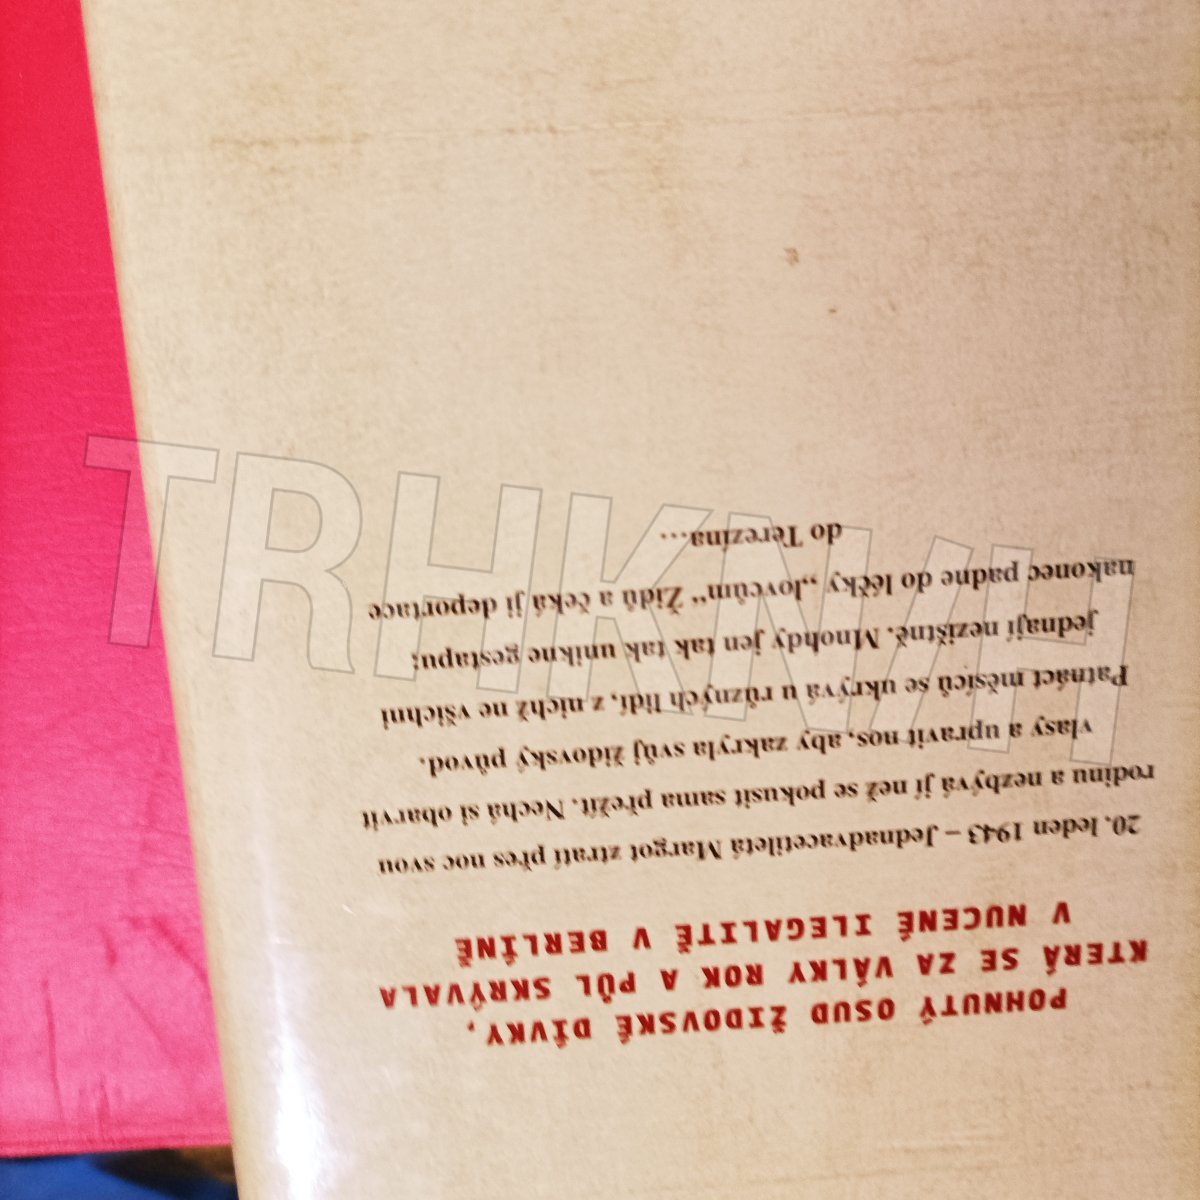 POHNUTÝ OSUD ŽIDOVSKÉ DÍVKY,
KTERÁ SE ZA VÁLKY ROK A PŮL SKRÝVALA
V NUCENÉ ILEGALITĚ V BERLÍNĚ
20. leden 1943 – Jednadvacetiletá Margot ztratí přes noc svou
rodinu a nezbývá jí než se pokusit sama přežít. Nechá si obarvit
vlasy a upravit nos, aby zakryla svůj židovský původ.
Patnáct měsíců se ukrývá u různých lidí, z nichž ne všichni
jednají nezištně. Mnohdy jen tak tak unikne gestapu;
nakonec padne do léčky „lovcům“ Židů a čeká ji deportace
do Terezína…
TRHKNIH